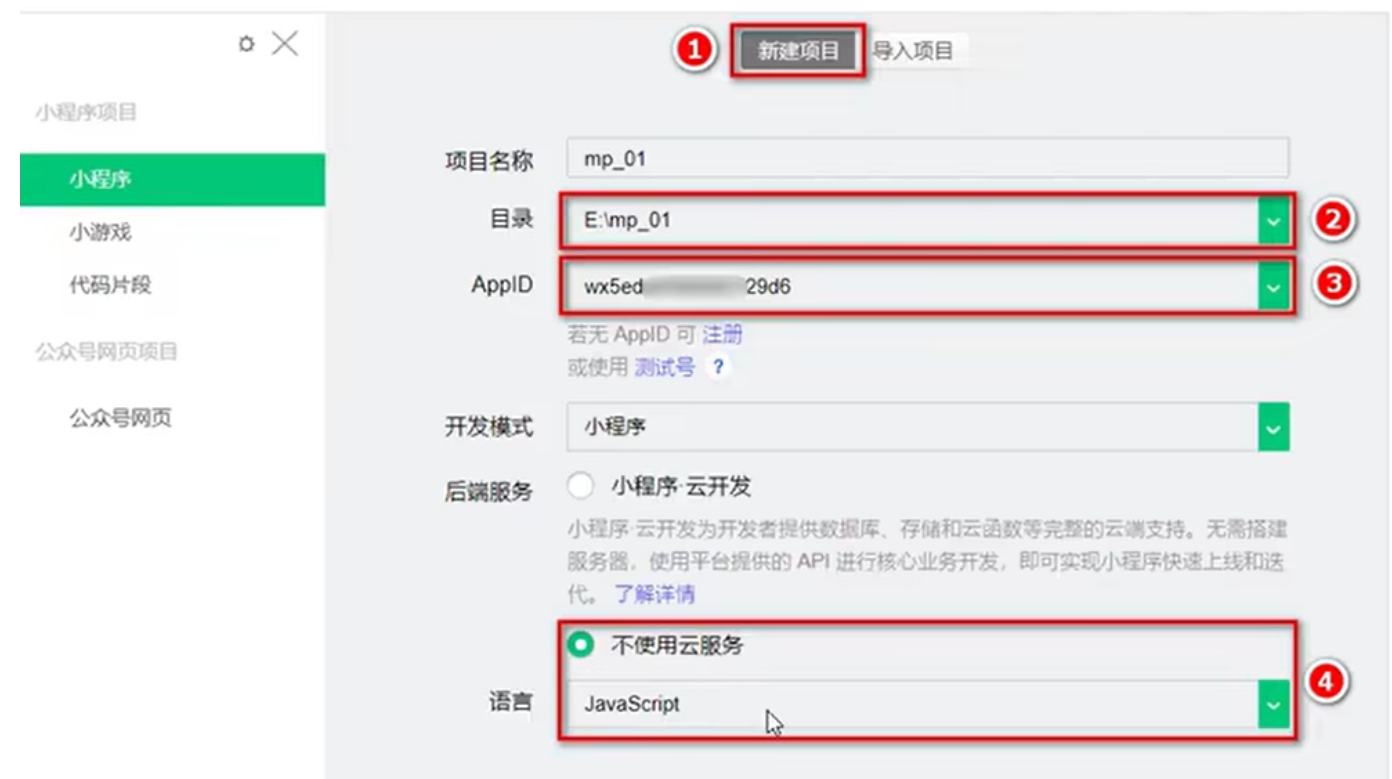 1
新建项目
导入项目
小程序项目
小程序
小游戏
代码片段
公众号网页项目
公众号网页
项目名称
mp_01
目录
E:\mp_01
2
AppID
wx5ed 29d6
3
若无 AppID 可 注册
或使用 测试号 ?
开发模式
小程序
后端服务
小程序·云开发
小程序·云开发为开发者提供数据库、存储和云函数等完整的云端支持。无需搭建
服务器，使用平台提供的 API 进行核心业务开发，即可实现小程序快速上线和迭
代。 了解详情
不使用云服务
语言
JavaScript
4